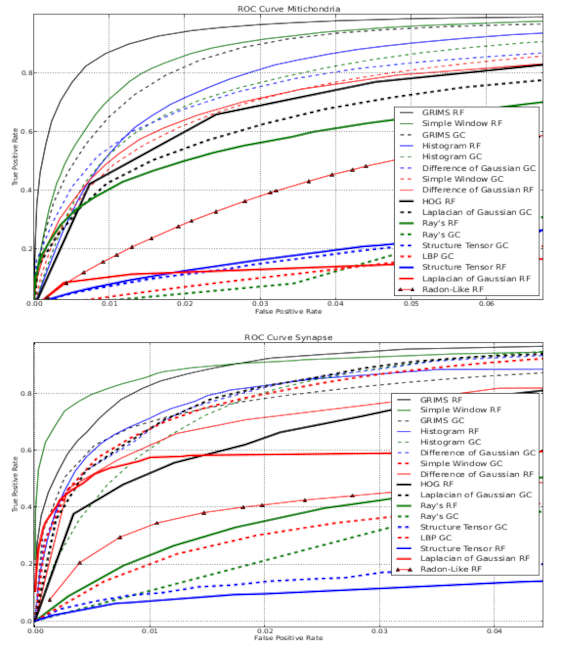 ROC Curve Mitichondria
True Positive Rate
0.8
0.6
0.4
0.2
0.00
0.01
0.02
0.03
0.04
0.05
0.06
False Positive Rate
GRIMS RF
Simple Window RF
GRIMS GC
Histogram RF
Histogram GC
Difference of Gaussian GC
Simple Window GC
Difference of Gaussian RF
HOG RF
Laplacian of Gaussian GC
Ray's RF
Ray's GC
Structure Tensor GC
LBP GC
Structure Tensor RF
Laplacian of Gaussian RF
Radon-Like RF
ROC Curve Synapse
True Positive Rate
0.8
0.6
0.4
0.2
0.0
0.00
0.01
0.02
0.03
0.04
False Positive Rate
GRIMS RF
Simple Window RF
GRIMS GC
Histogram RF
Histogram GC
Difference of Gaussian GC
Simple Window GC
Difference of Gaussian RF
HOG RF
Laplacian of Gaussian GC
Ray's RF
Ray's GC
Structure Tensor GC
LBP GC
Structure Tensor RF
Laplacian of Gaussian RF
Radon-Like RF